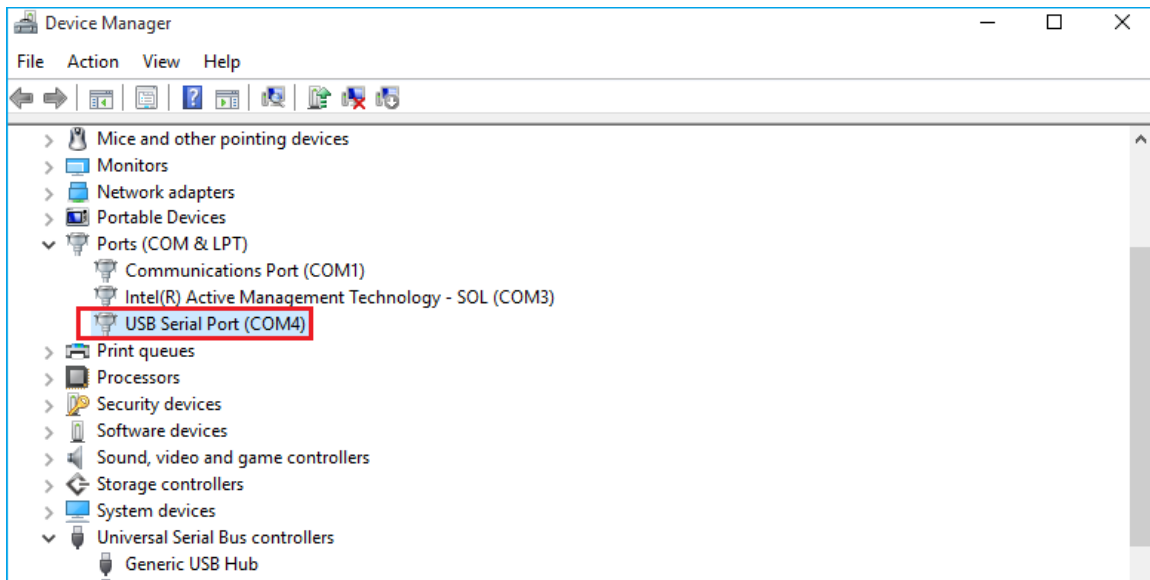 Device Manager
File Action View Help
Mice and other pointing devices
Monitors
Network adapters
Portable Devices
Ports (COM & LPT)
Communications Port (COM1)
Intel(R) Active Management Technology - SOL (COM3)
USB Serial Port (COM4)
Print queues
Processors
Security devices
Software devices
Sound, video and game controllers
Storage controllers
System devices
Universal Serial Bus controllers
Generic USB Hub